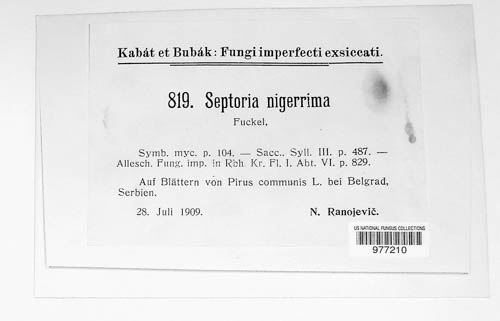 Kabát et Bubák: Fungi imperfecti exsiccati.
819. Septoria nigerrima
Fuckel,
Symb. myc. p. 104. — Sacc., Syll. III. p. 487. —
Allesch. Fung. imp. in Rbh. Kr. Fl. I. Abt. VI. p. 829.
Auf Blättern von Pirus communis L. bei Belgrad,
Serbien.
28. Juli 1909. N. Ranojevič.
US NATIONAL FUNGUS COLLECTIONS
977210